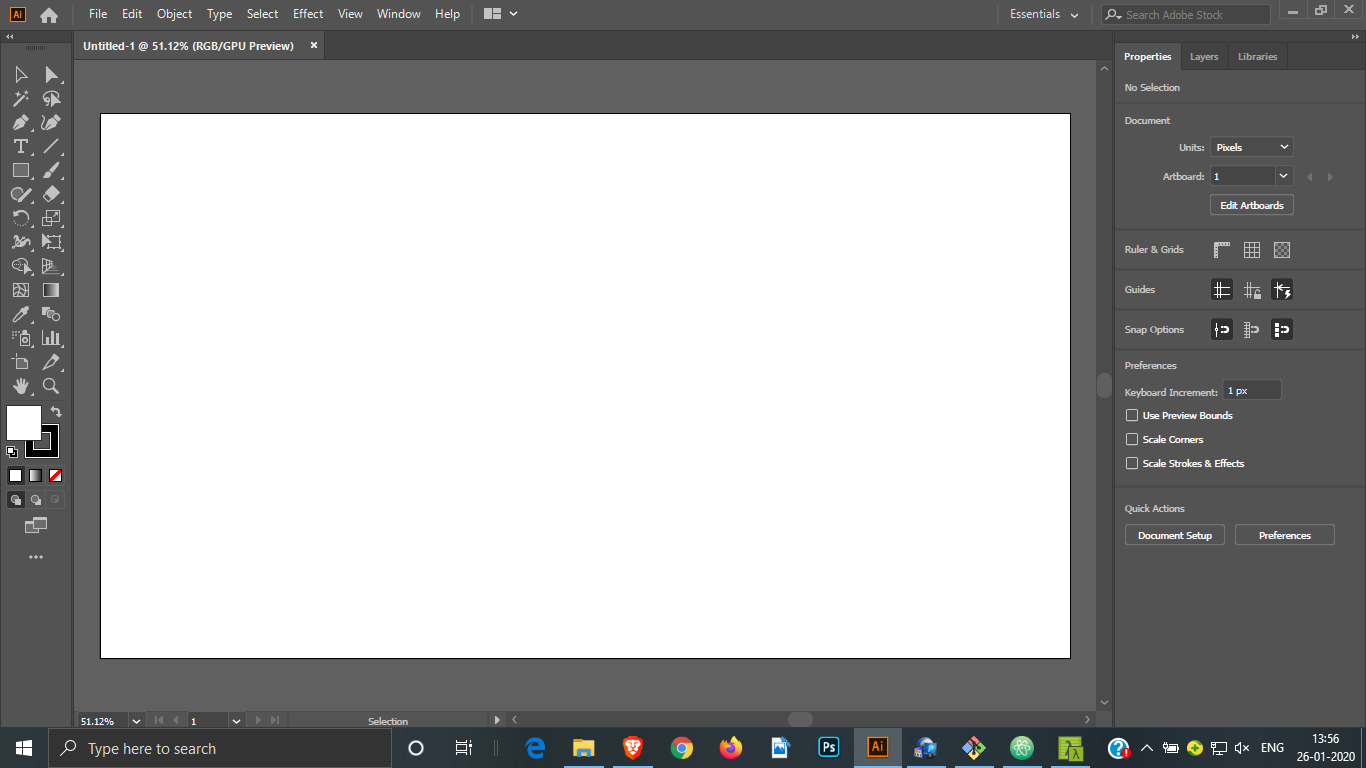 Ai File Edit Object Type Select Effect View Window Help Essentials Search Adobe Stock
Untitled-1 @ 51.12% (RGB/GPU Preview)
Properties Layers Libraries
No Selection
Document
Units: Pixels
Artboard: 1
Edit Artboards
Ruler & Grids
Guides
Snap Options
Preferences
Keyboard Increment: 1 px
Use Preview Bounds
Scale Corners
Scale Strokes & Effects
Quick Actions
Document Setup Preferences
51.12% 1 Selection
Type here to search Ps Ai ENG
13:56
26-01-2020